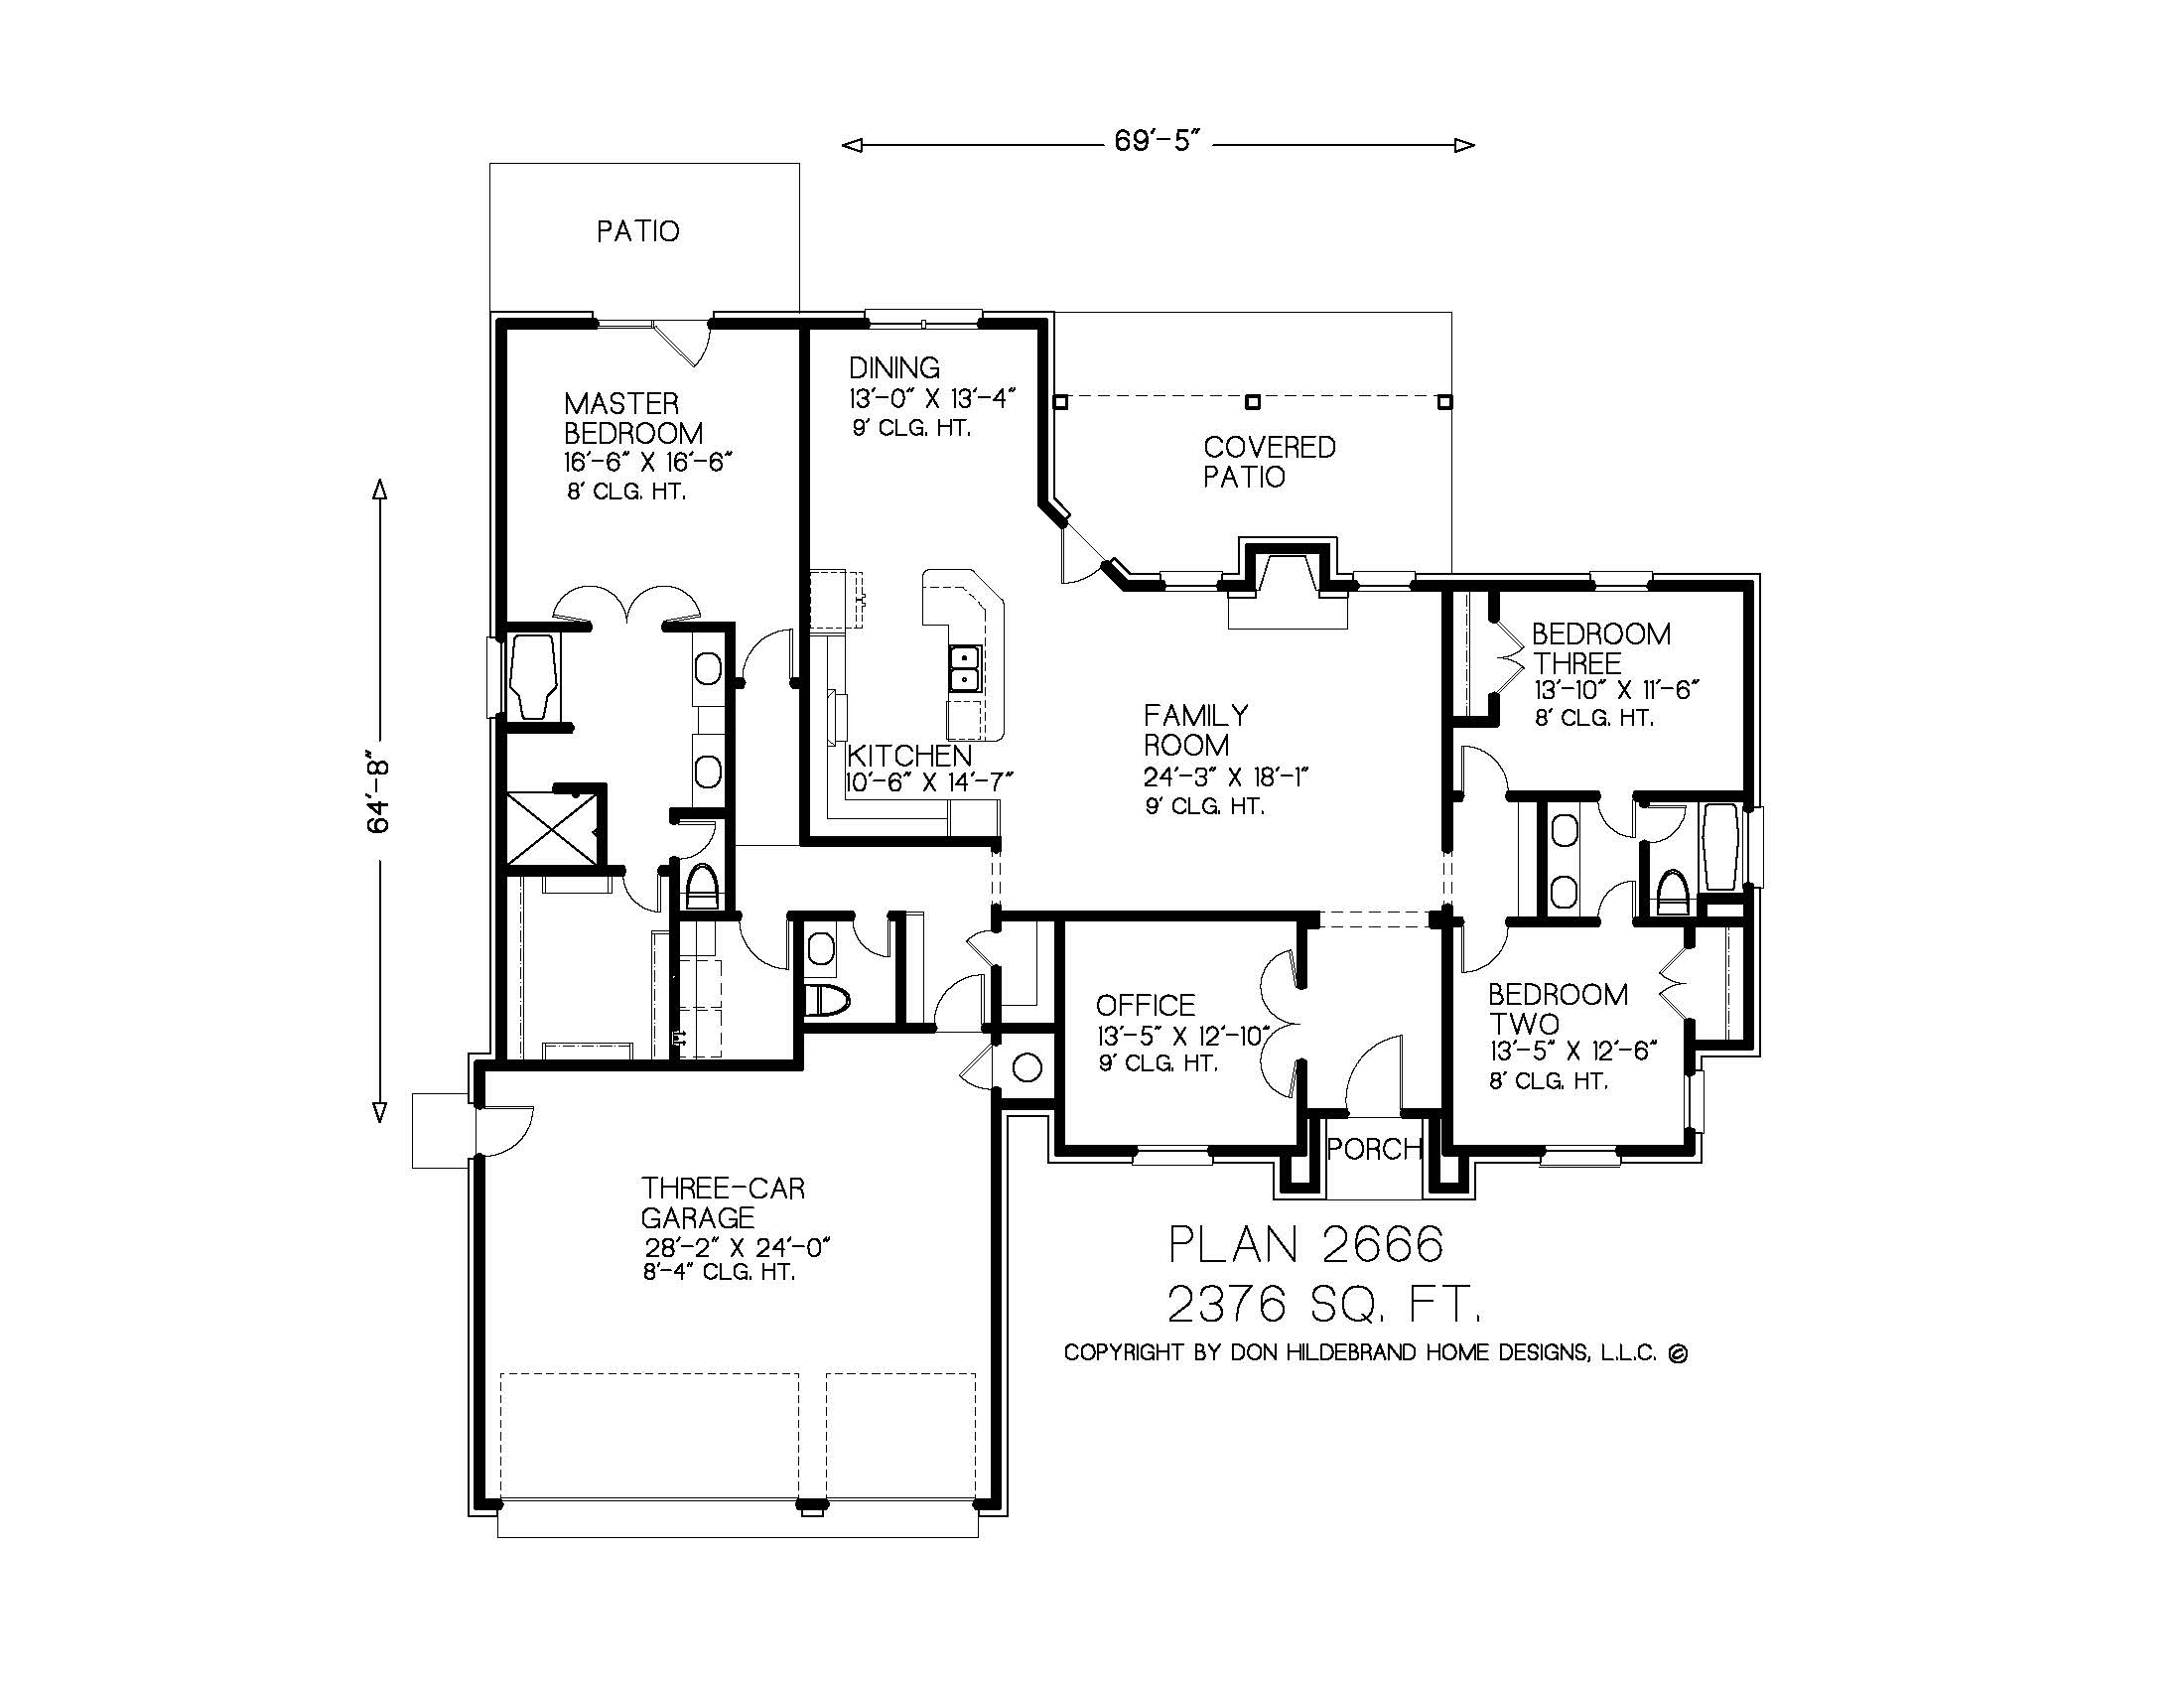 69'-5"
PATIO
DINING
13'-0" X 13'-4"
9' CLG. HT.
MASTER
BEDROOM
16'-6" X 16'-6"
8' CLG. HT.
COVERED
PATIO
64'-8"
BEDROOM
THREE
13'-10" X 11'-6"
8' CLG. HT.
FAMILY
ROOM
24'-3" X 18'-1"
9' CLG. HT.
KITCHEN
10'-6" X 14'-7"
OFFICE
13'-5" X 12'-10"
9' CLG. HT.
BEDROOM
TWO
13'-5" X 12'-6"
8' CLG. HT.
PORCH
THREE-CAR
GARAGE
28'-2" X 24'-0"
8'-4" CLG. HT.
PLAN 2666
2376 SQ. FT.
COPYRIGHT BY DON HILDEBRAND HOME DESIGNS, L.L.C. ©